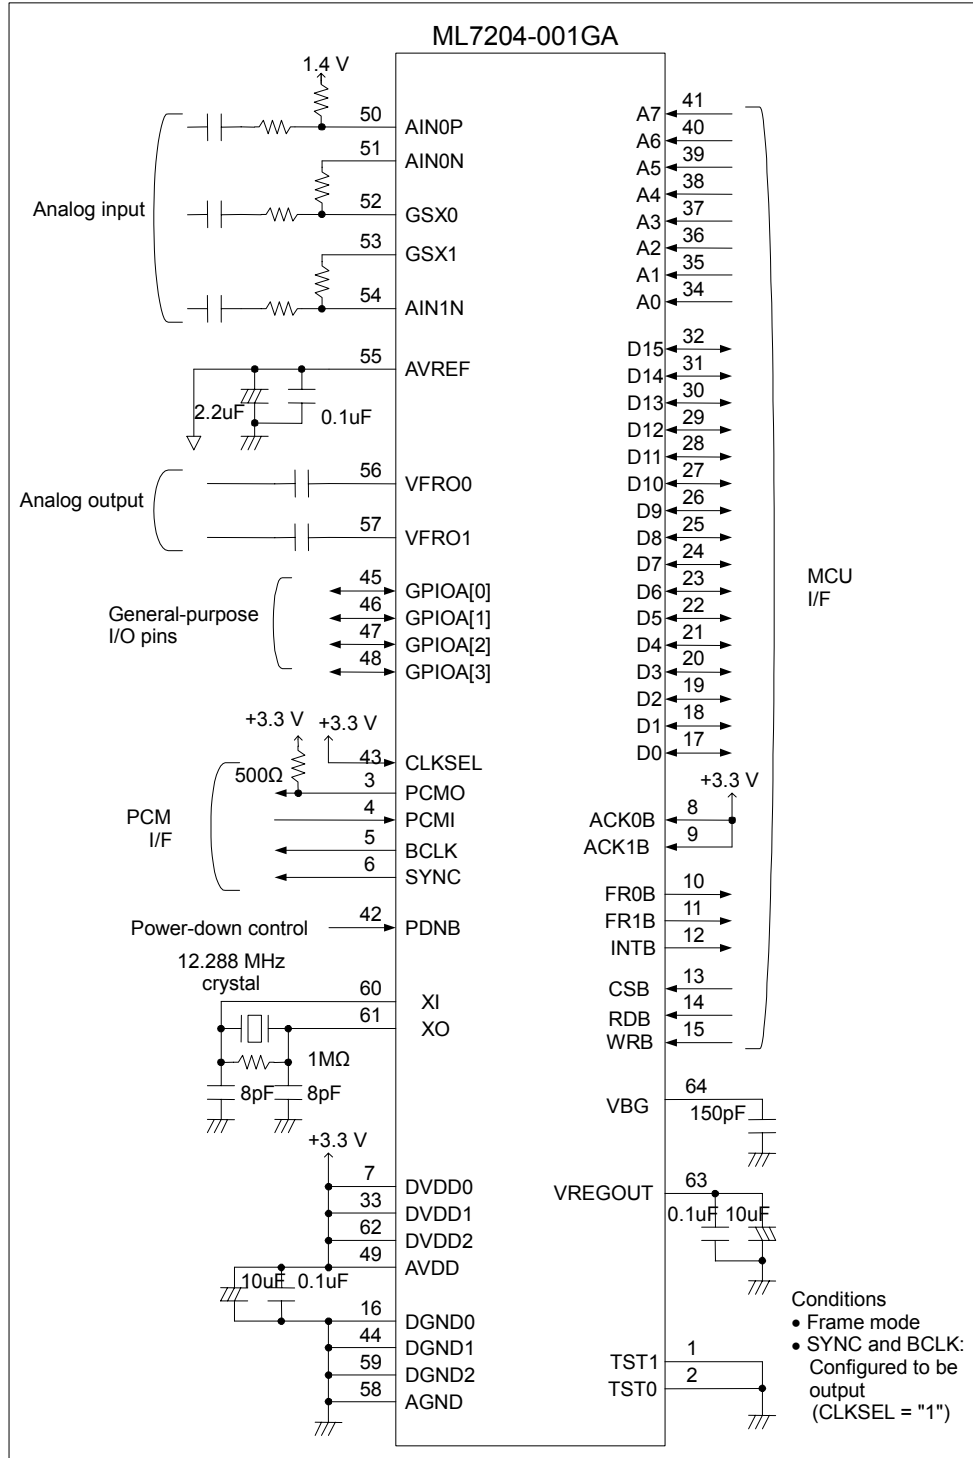 ML7204-001GA
1.4 V
50
AIN0P
51
AIN0N
52
GSX0
53
GSX1
54
AIN1N
Analog input
55
AVREF
2.2uF
0.1uF
56
VFRO0
Analog output
57
VFRO1
45
GPIOA[0]
46
GPIOA[1]
47
GPIOA[2]
48
GPIOA[3]
General-purpose
I/O pins
+3.3 V
+3.3 V
43
CLKSEL
500Ω
3
PCMO
4
PCMI
5
BCLK
6
SYNC
PCM
I/F
42
Power-down control
PDNB
12.288 MHz
crystal
60
XI
61
XO
1MΩ
8pF
8pF
+3.3 V
7
DVDD0
33
DVDD1
62
DVDD2
49
AVDD
10uF
0.1uF
16
DGND0
44
DGND1
59
DGND2
58
AGND
A7
41
A6
40
A5
39
A4
38
A3
37
A2
36
A1
35
A0
34
D15
32
D14
31
D13
30
D12
29
D11
28
D10
27
D9
26
D8
25
D7
24
D6
23
D5
22
D4
21
D3
20
D2
19
D1
18
D0
17
MCU
I/F
+3.3 V
ACK0B
8
ACK1B
9
FR0B
10
FR1B
11
INTB
12
CSB
13
RDB
14
WRB
15
VBG
64
150pF
VREGOUT
63
0.1uF
10uF
TST1
1
TST0
2
Conditions
• Frame mode
• SYNC and BCLK:
Configured to be
output
(CLKSEL = "1")